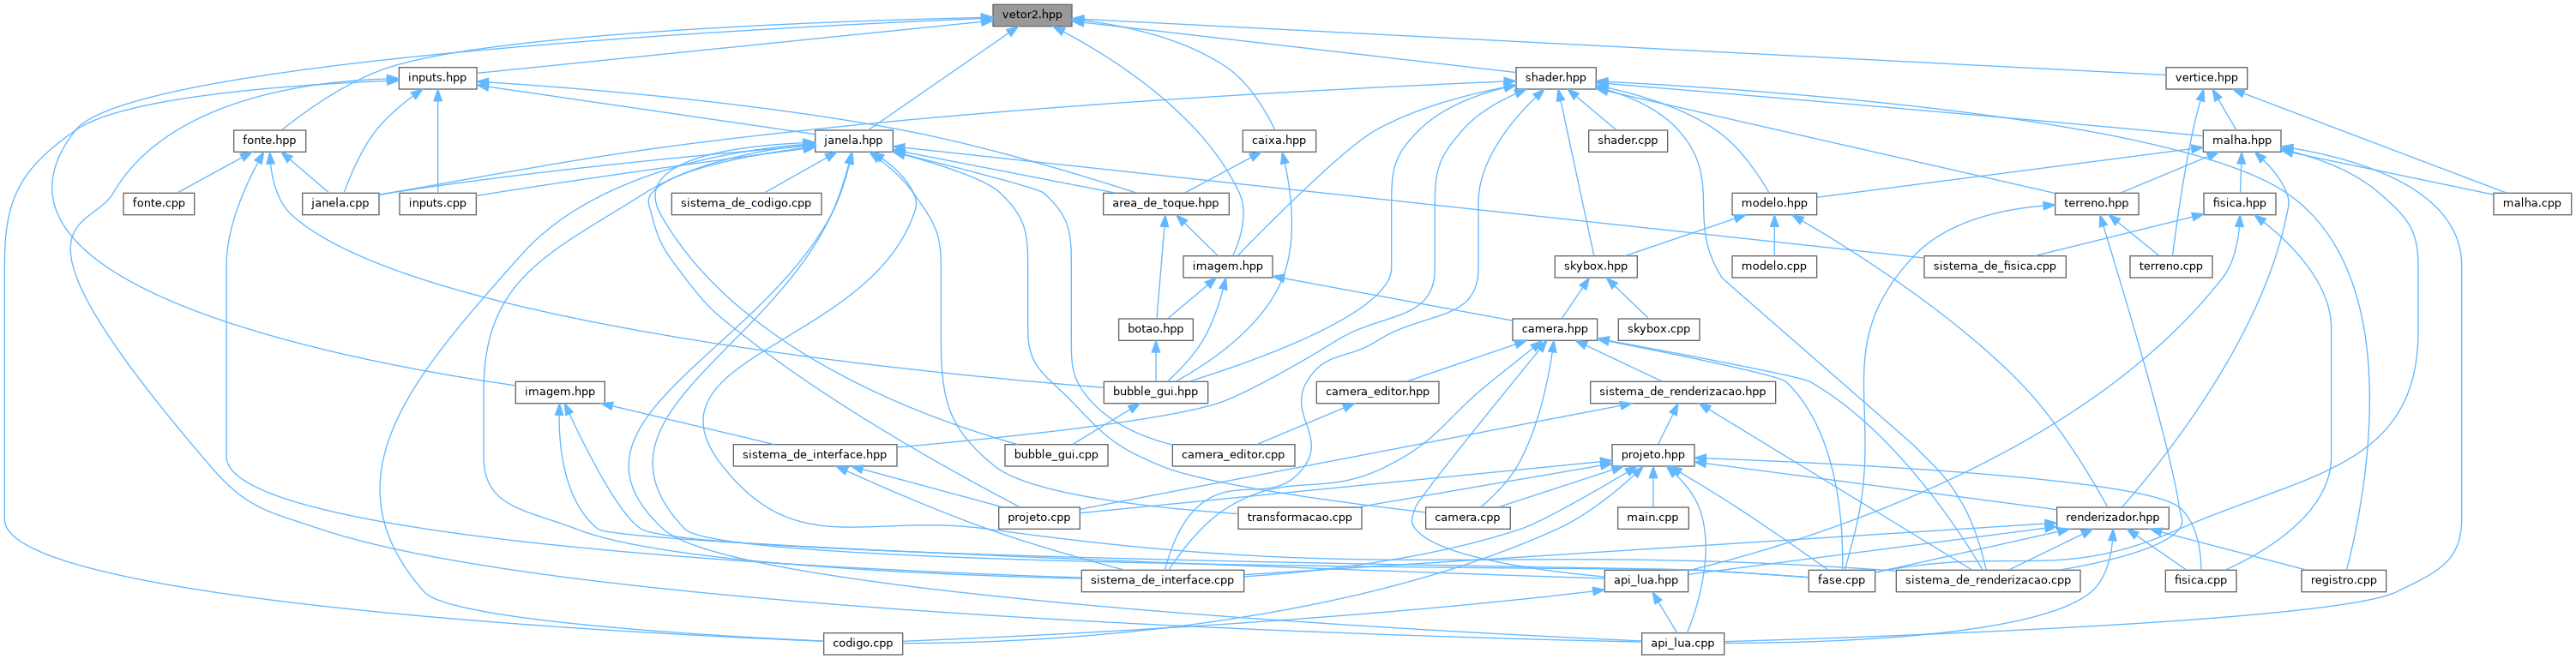 vetor2.hpp
inputs.hpp
shader.hpp
vertice.hpp
fonte.hpp
janela.hpp
caixa.hpp
shader.cpp
malha.hpp
fonte.cpp
janela.cpp
inputs.cpp
sistema_de_codigo.cpp
area_de_toque.hpp
modelo.hpp
terreno.hpp
fisica.hpp
malha.cpp
imagem.hpp
skybox.hpp
modelo.cpp
sistema_de_fisica.cpp
terreno.cpp
botao.hpp
camera.hpp
skybox.cpp
imagem.hpp
bubble_gui.hpp
camera_editor.hpp
sistema_de_renderizacao.hpp
sistema_de_interface.hpp
bubble_gui.cpp
camera_editor.cpp
projeto.hpp
projeto.cpp
transformacao.cpp
camera.cpp
main.cpp
renderizador.hpp
sistema_de_interface.cpp
api_lua.hpp
fase.cpp
sistema_de_renderizacao.cpp
fisica.cpp
registro.cpp
codigo.cpp
api_lua.cpp